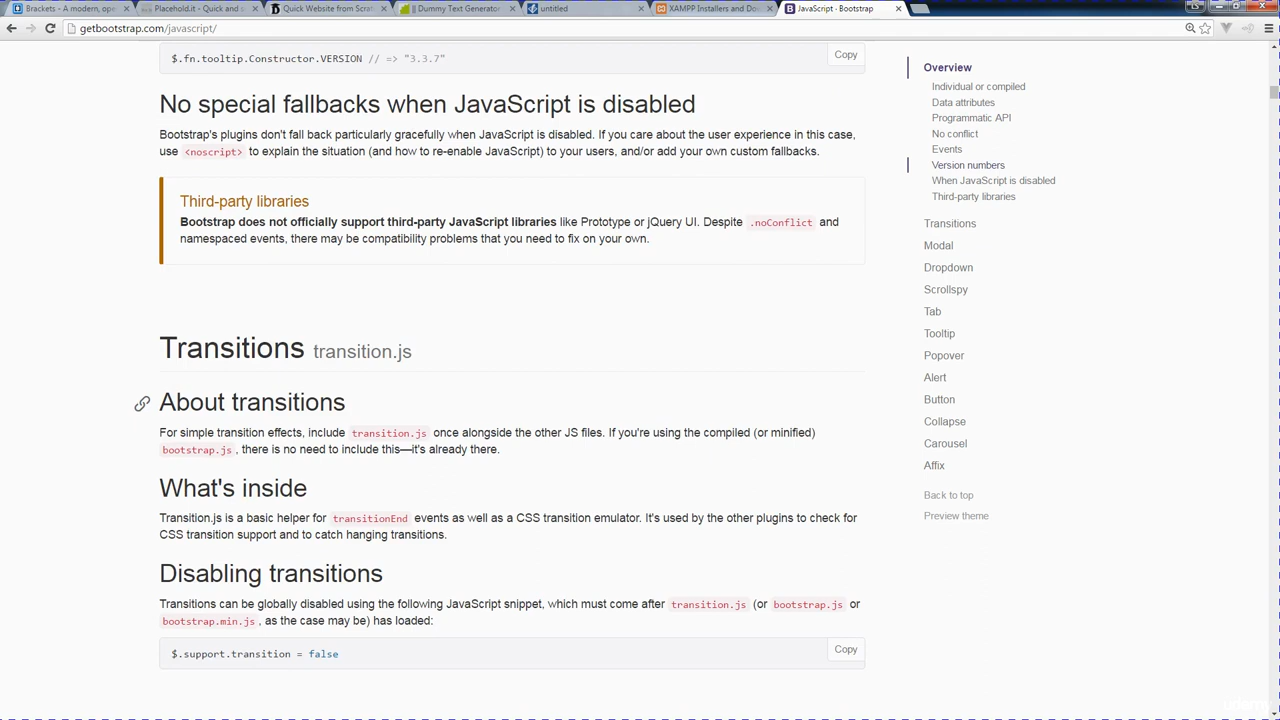 Brackets - A modern, ope
Placehold.it - Quick and s
Quick Website from Scrat
Dummy Text Generator
untitled
XAMPP Installers and Do
JavaScript · Bootstrap
getbootstrap.com/javascript/
$.fn.tooltip.Constructor.VERSION // => "3.3.7"
Copy
No special fallbacks when JavaScript is disabled
Bootstrap's plugins don't fall back particularly gracefully when JavaScript is disabled. If you care about the user experience in this case,
use <noscript> to explain the situation (and how to re-enable JavaScript) to your users, and/or add your own custom fallbacks.
Third-party libraries
Bootstrap does not officially support third-party JavaScript libraries like Prototype or jQuery UI. Despite .noConflict and
namespaced events, there may be compatibility problems that you need to fix on your own.
Transitions transition.js
About transitions
For simple transition effects, include transition.js once alongside the other JS files. If you're using the compiled (or minified)
bootstrap.js, there is no need to include this—it's already there.
What's inside
Transition.js is a basic helper for transitionEnd events as well as a CSS transition emulator. It's used by the other plugins to check for
CSS transition support and to catch hanging transitions.
Disabling transitions
Transitions can be globally disabled using the following JavaScript snippet, which must come after transition.js (or bootstrap.js or
bootstrap.min.js, as the case may be) has loaded:
$.support.transition = false
Copy
Overview
Individual or compiled
Data attributes
Programmatic API
No conflict
Events
Version numbers
When JavaScript is disabled
Third-party libraries
Transitions
Modal
Dropdown
Scrollspy
Tab
Tooltip
Popover
Alert
Button
Collapse
Carousel
Affix
Back to top
Preview theme